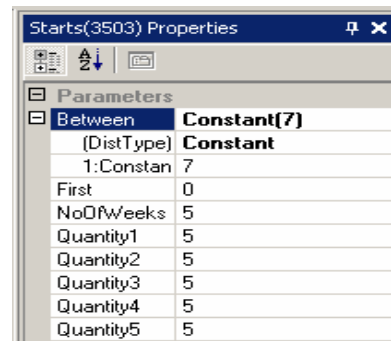 Starts(3503) Properties
Parameters
Between Constant(7)
(DistType) Constant
1:Constan 7
First 0
NoOfWeeks 5
Quantity1 5
Quantity2 5
Quantity3 5
Quantity4 5
Quantity5 5